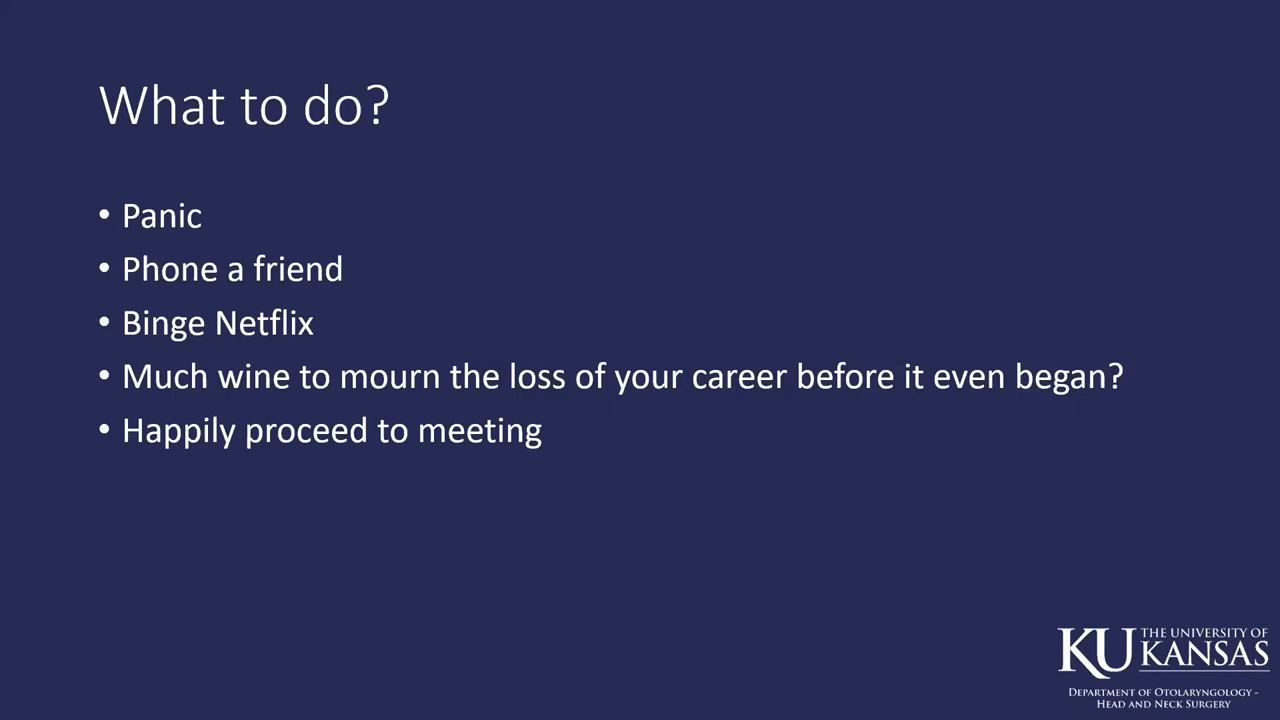 What to do?
• Panic
• Phone a friend
• Binge Netflix
• Much wine to mourn the loss of your career before it even began?
• Happily proceed to meeting
KU THE UNIVERSITY OF
KANSAS
DEPARTMENT OF OTOLARYNGOLOGY -
HEAD AND NECK SURGERY